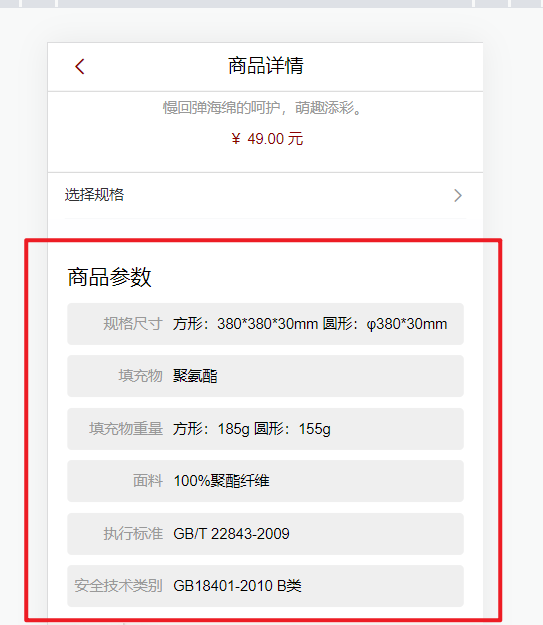 商品详情
慢回弹海绵的呵护，萌趣添彩。
¥ 49.00 元
选择规格
商品参数
规格尺寸 方形：380*380*30mm 圆形：φ380*30mm
填充物 聚氨酯
填充物重量 方形：185g 圆形：155g
面料 100%聚酯纤维
执行标准 GB/T 22843-2009
安全技术类别 GB18401-2010 B类